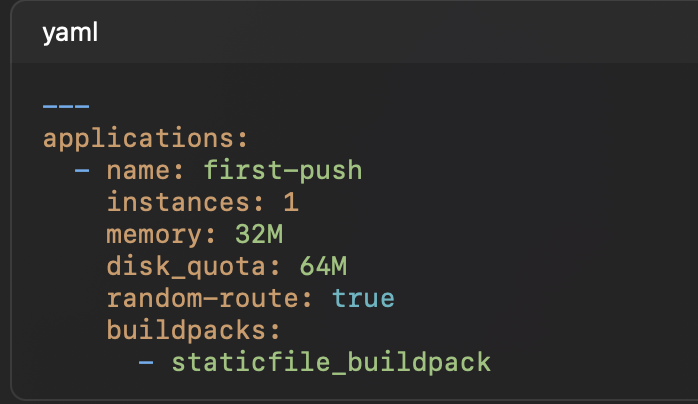 yaml
---
applications:
  - name: first-push
    instances: 1
    memory: 32M
    disk_quota: 64M
    random-route: true
    buildpacks:
      - staticfile_buildpack